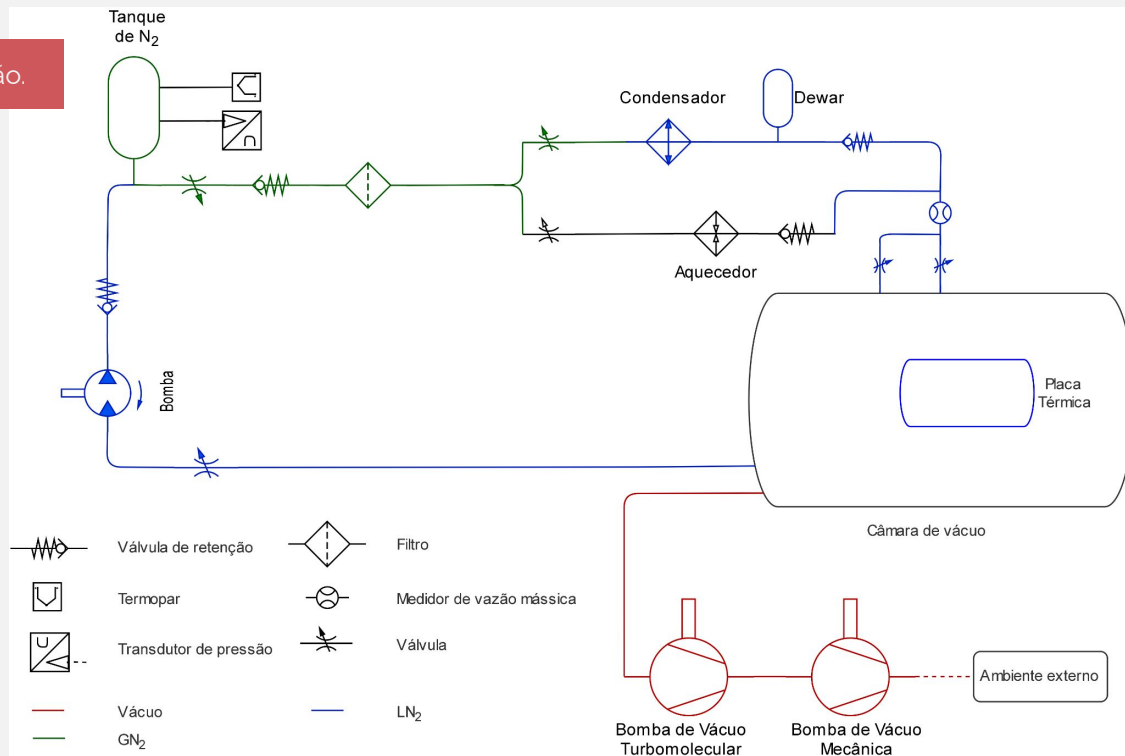 Tanque
de N₂
ão.
Condensador
Dewar
Aquecedor
Bomba
Placa
Térmica
Câmara de vácuo
Válvula de retenção
Filtro
Termopar
Medidor de vazão mássica
Transdutor de pressão
Válvula
Vácuo
LN₂
GN₂
Ambiente externo
Bomba de Vácuo
Turbomolecular
Bomba de Vácuo
Mecânica